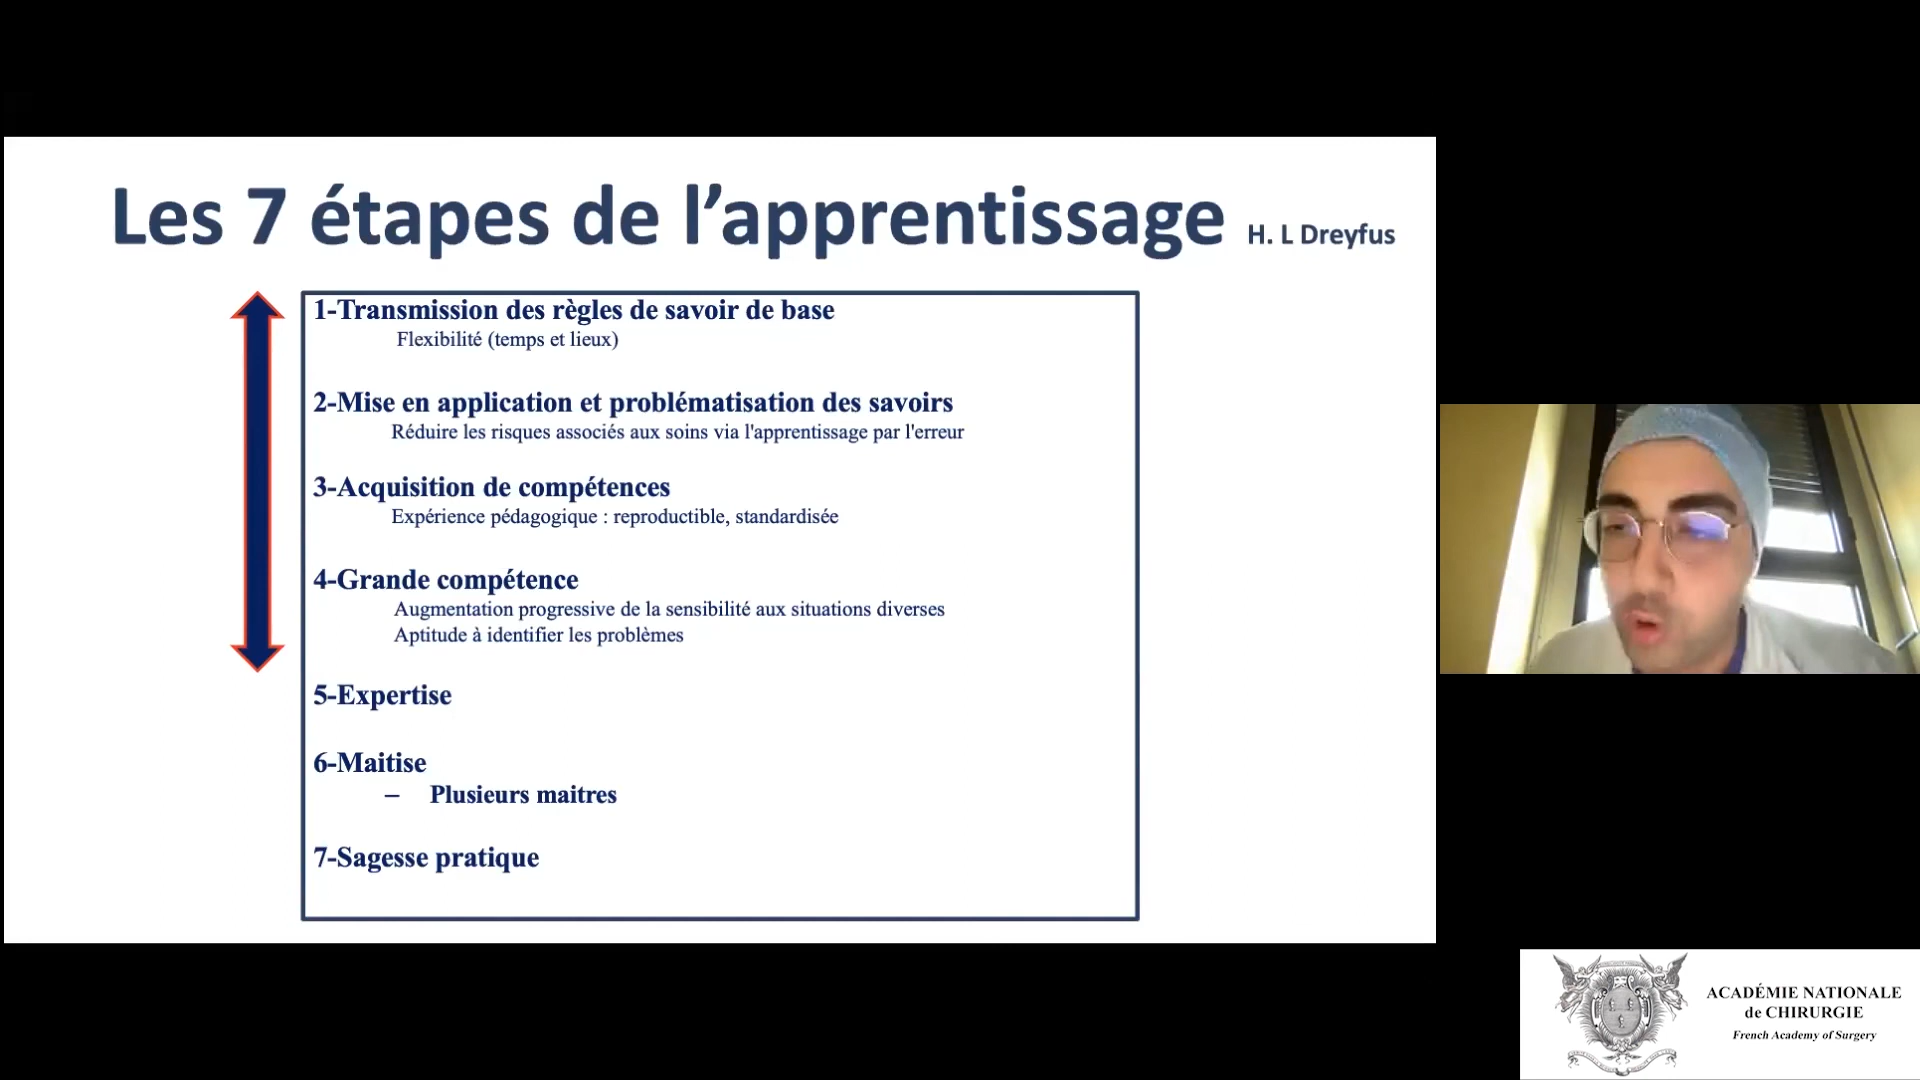 Les 7 étapes de l’apprentissage H. L Dreyfus
1-Transmission des règles de savoir de base
Flexibilité (temps et lieux)
2-Mise en application et problématisation des savoirs
Réduire les risques associés aux soins via l'apprentissage par l'erreur
3-Acquisition de compétences
Expérience pédagogique : reproductible, standardisée
4-Grande compétence
Augmentation progressive de la sensibilité aux situations diverses
Aptitude à identifier les problèmes
5-Expertise
6-Maitise
– Plusieurs maitres
7-Sagesse pratique
ACADÉMIE NATIONALE
de CHIRURGIE
French Academy of Surgery